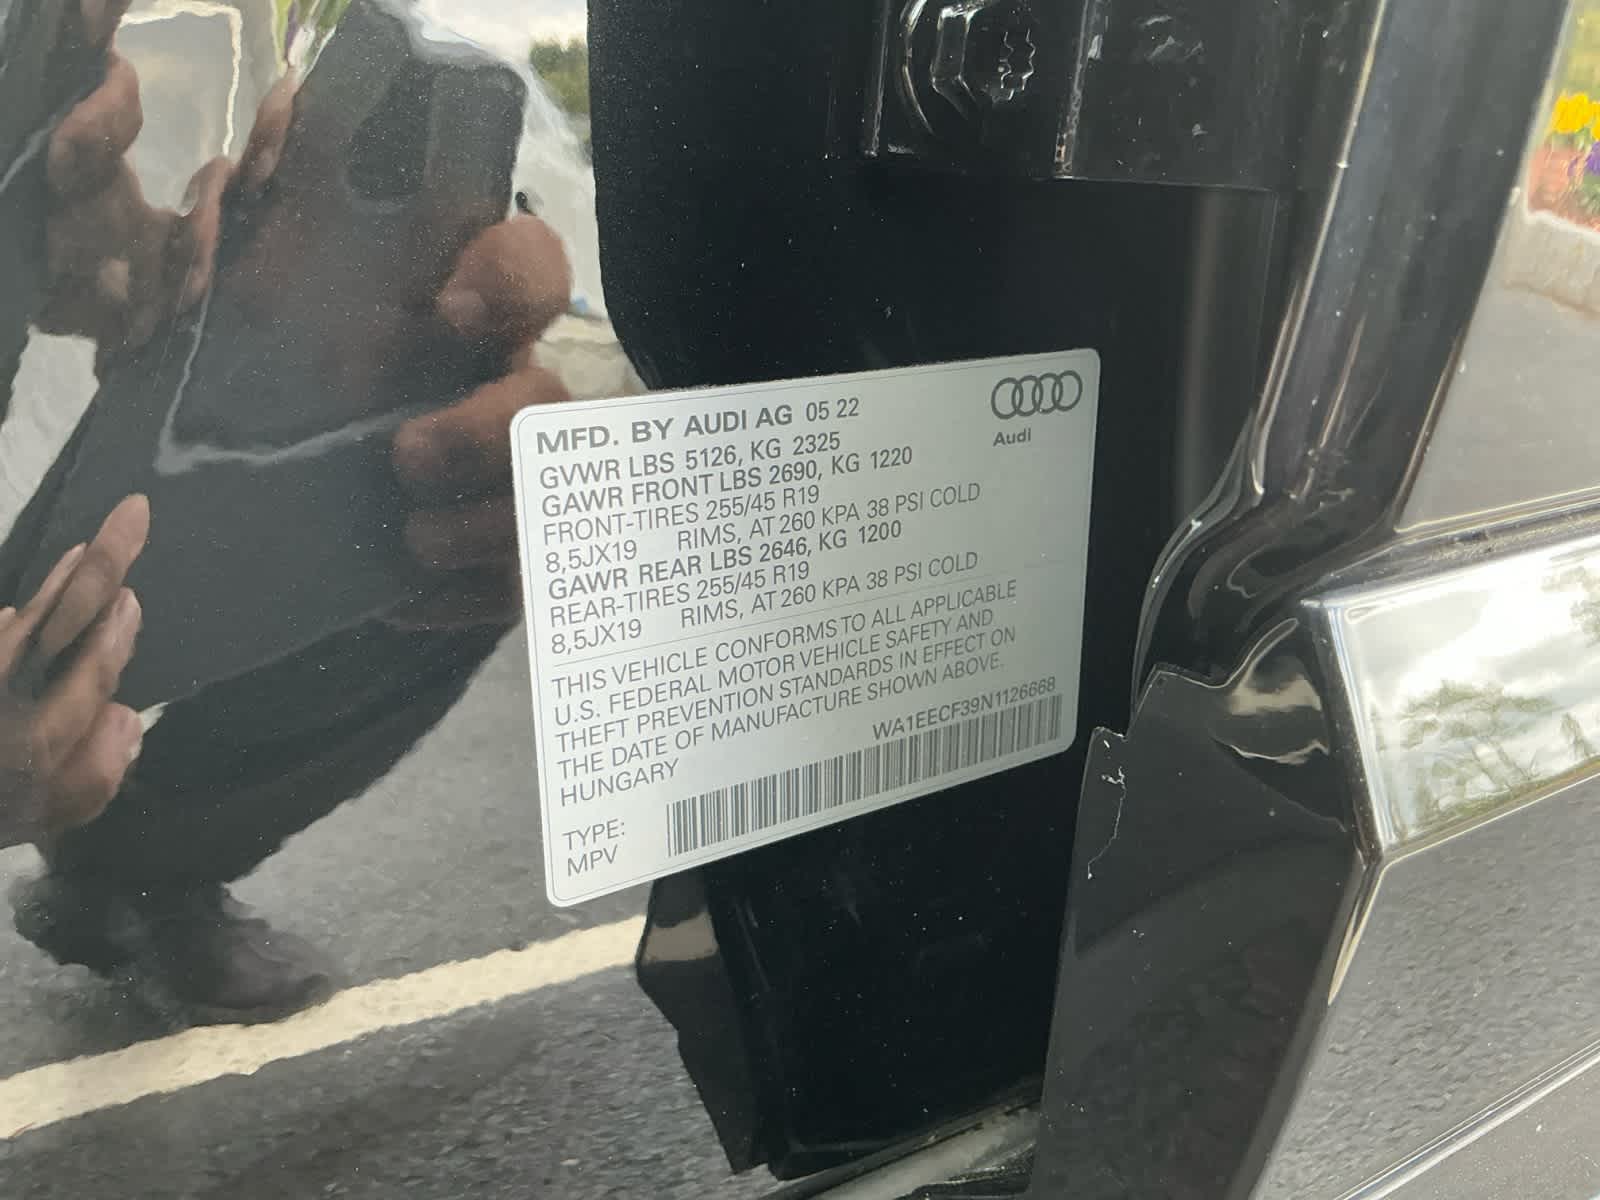 MFD. BY AUDI AG 05 22
GVWR LBS 5126, KG 2325
GAWR FRONT LBS 2690, KG 1220
FRONT-TIRES 255/45 R19
8,5JX19 RIMS, AT 260 KPA 38 PSI COLD
GAWR REAR LBS 2646, KG 1200
REAR-TIRES 255/45 R19
8,5JX19 RIMS, AT 260 KPA 38 PSI COLD
Audi
THIS VEHICLE CONFORMS TO ALL APPLICABLE
U.S. FEDERAL MOTOR VEHICLE SAFETY AND
THEFT PREVENTION STANDARDS IN EFFECT ON
THE DATE OF MANUFACTURE SHOWN ABOVE.
HUNGARY
WA1EECF39N1126668
TYPE:
MPV